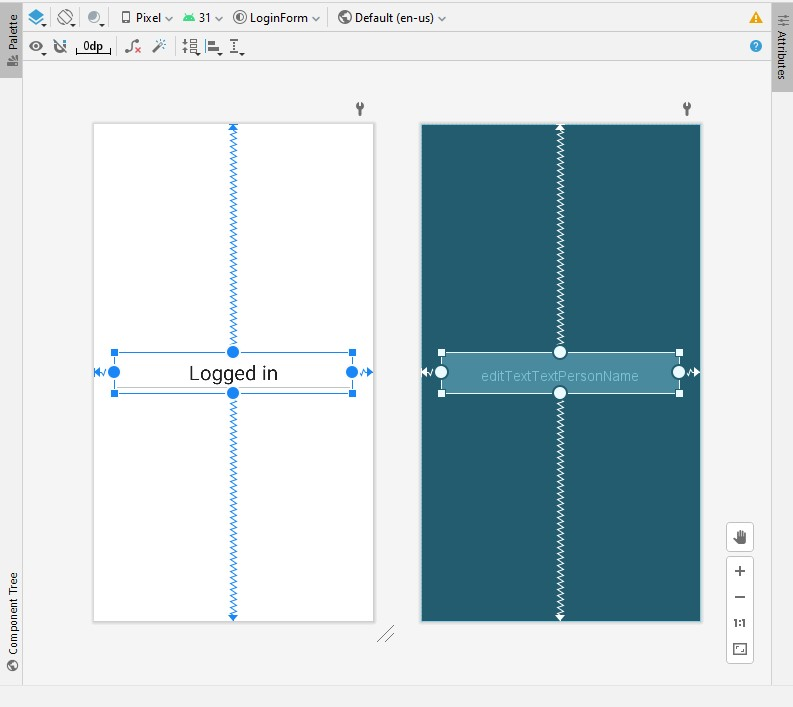 Palette
Pixel
31
LoginForm
Default (en-us)
Attributes
0dp
?
Logged in
editTextTextPersonName
Component Tree
1:1